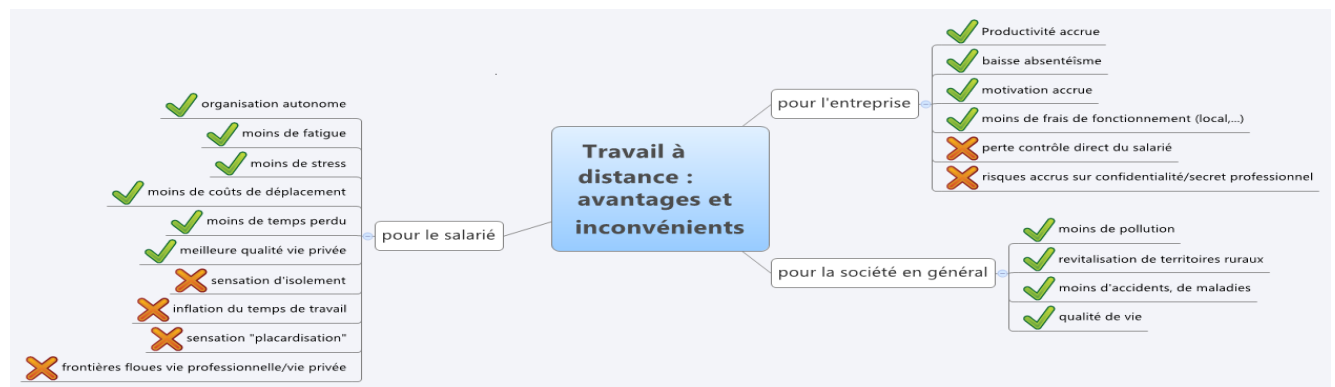 Travail à
distance :
avantages et
inconvénients
pour l'entreprise
Productivité accrue
baisse absentéïsme
motivation accrue
moins de frais de fonctionnement (local,...)
perte contrôle direct du salarié
risques accrus sur confidentialité/secret professionnel
pour la société en général
moins de pollution
revitalisation de territoires ruraux
moins d'accidents, de maladies
qualité de vie
pour le salarié
organisation autonome
moins de fatigue
moins de stress
moins de coûts de déplacement
moins de temps perdu
meilleure qualité vie privée
sensation d'isolement
inflation du temps de travail
sensation "placardisation"
frontières floues vie professionnelle/vie privée